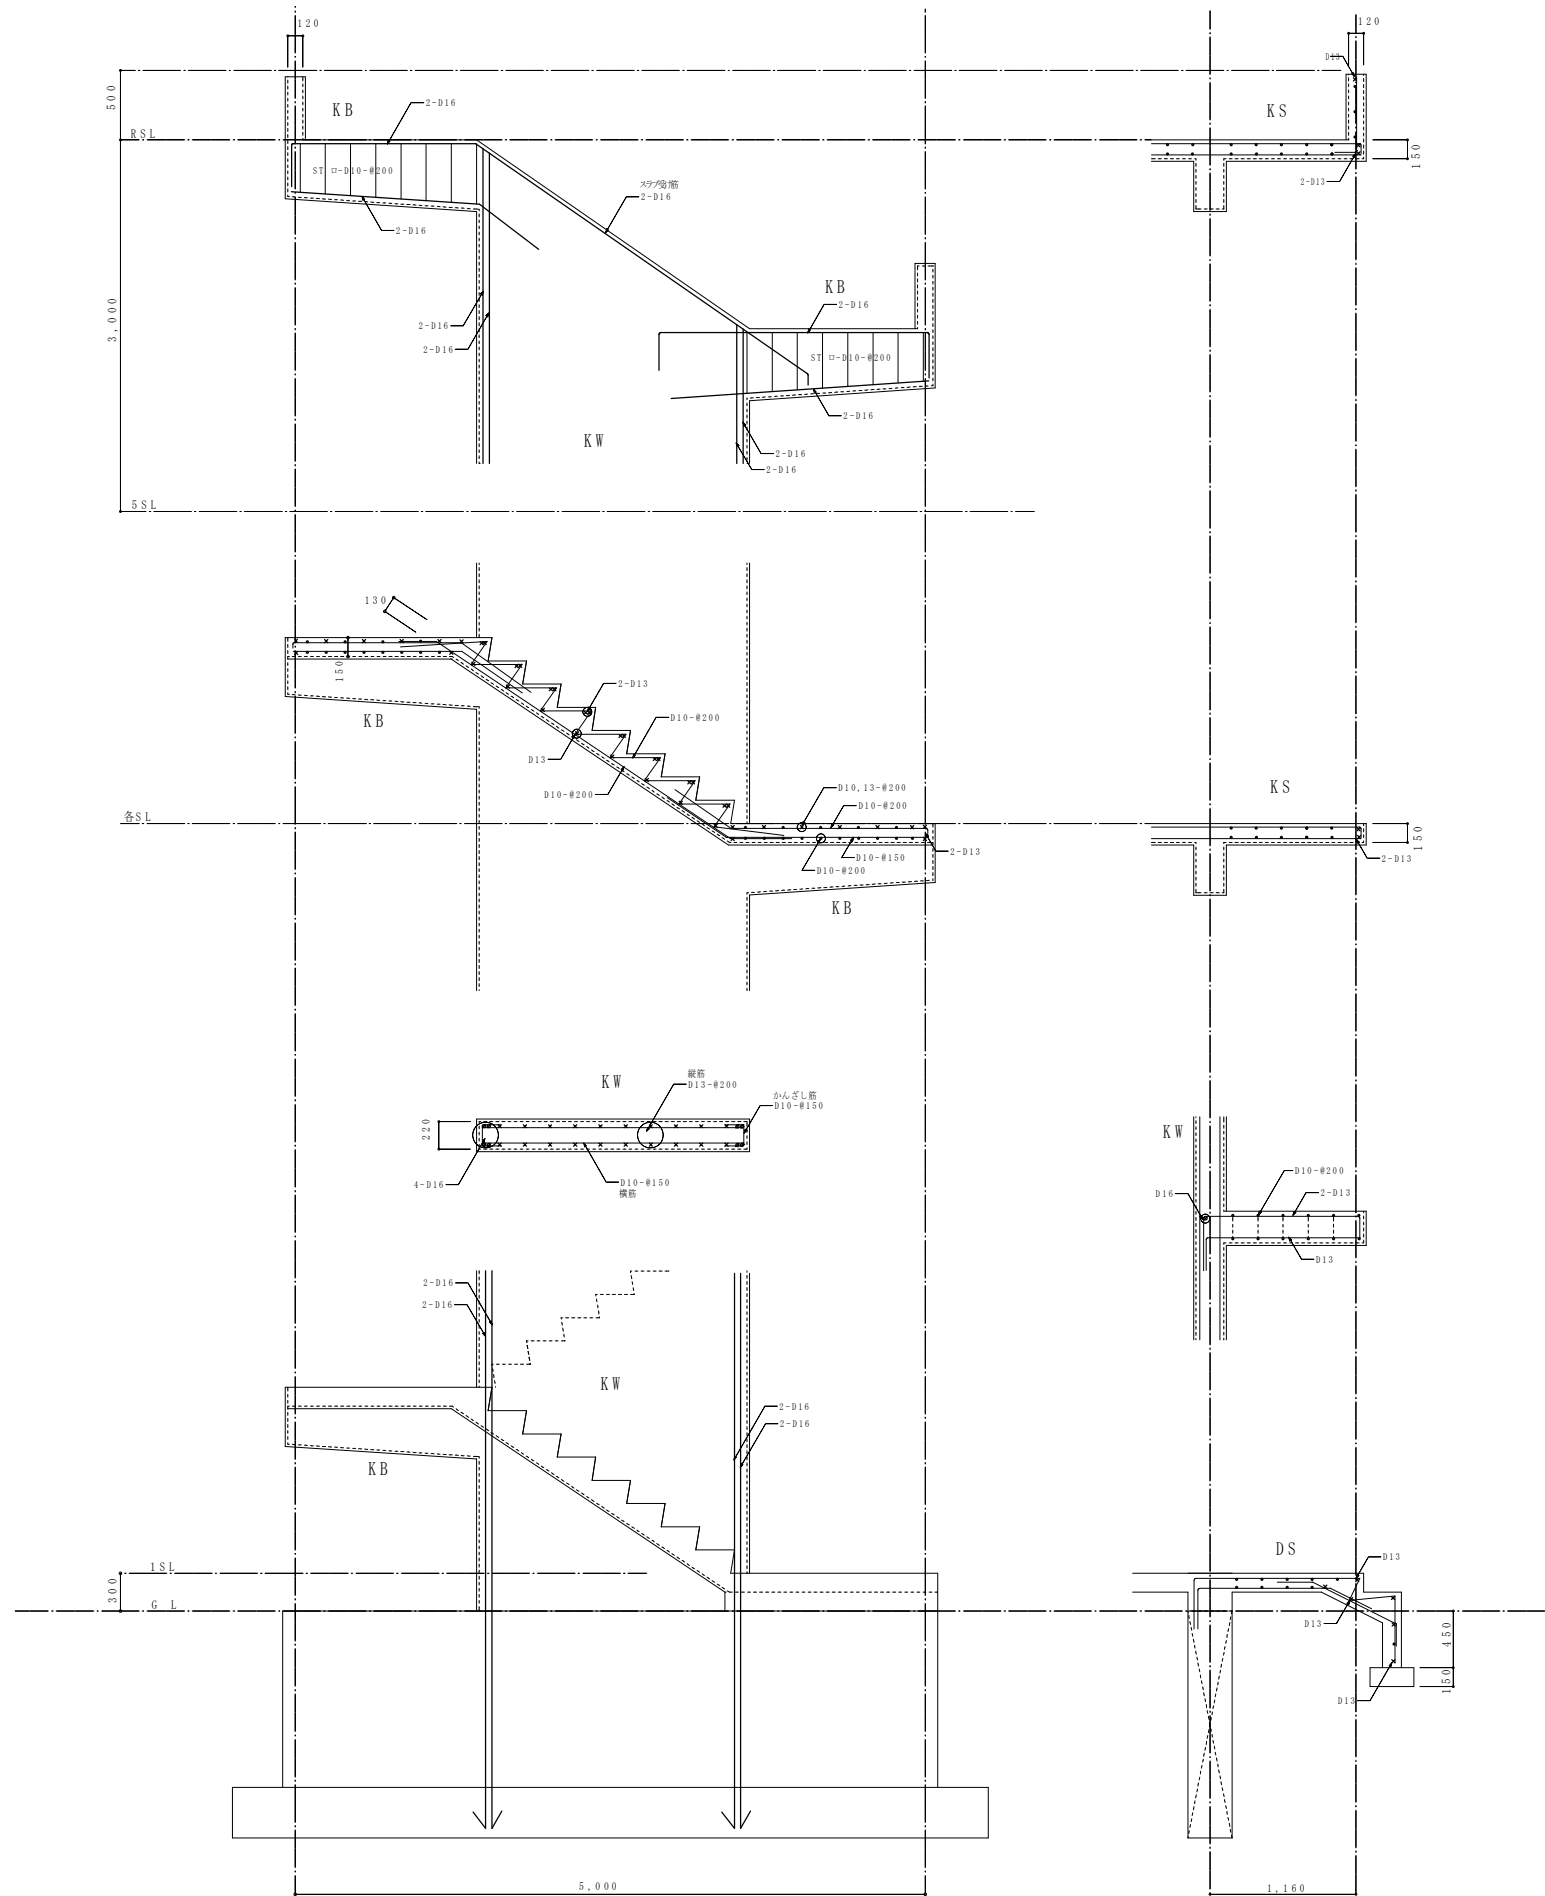 120
120
D13
500
KB
2-D16
KS
RSL
150
ST ロ-D10-@200
スラブ受け筋
2-D16
2-D13
2-D16
KB
2-D16
3,000
2-D16
2-D16
ST ロ-D10-@200
2-D16
KW
2-D16
2-D16
5SL
130
150
2-D13
KB
D10-@200
D13
D10-@200
D10,13-@200
KS
D10-@200
各SL
150
2-D13
D10-@150
2-D13
D10-@200
KB
KW
縦筋
D13-@200
かんざし筋
D10-@150
220
KW
4-D16
D10-@150
横筋
D10-@200
D16
2-D13
D13
2-D16
2-D16
KW
2-D16
2-D16
KB
DS
D13
1SL
300
GL
D13
450
150
D13
5,000
1,160